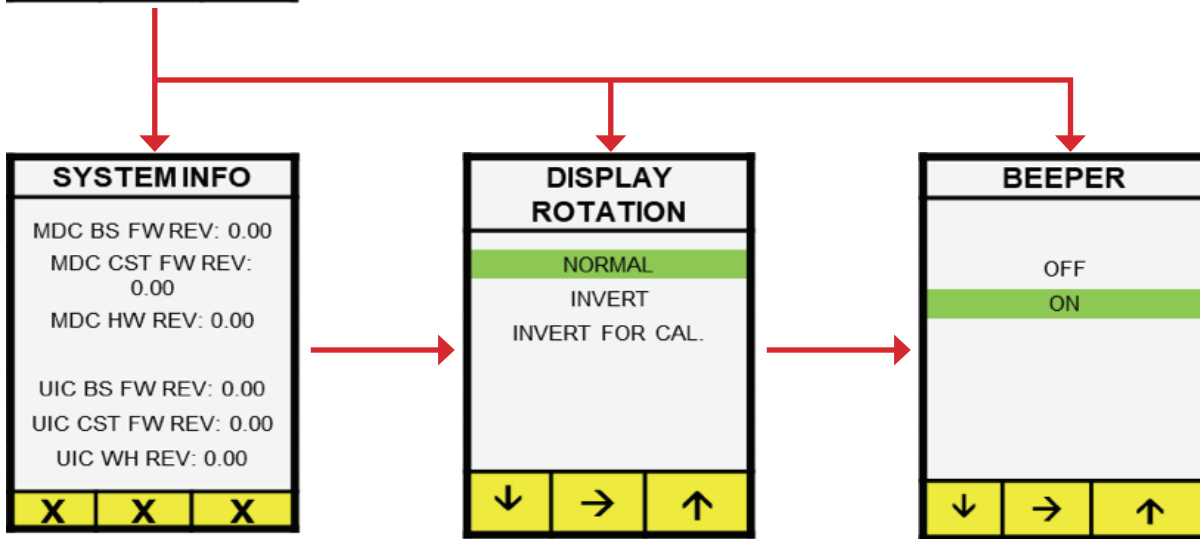 SYSTEM INFO
MDC BS FW REV: 0.00
MDC CST FW REV:
0.00
MDC HW REV: 0.00
UIC BS FW REV: 0.00
UIC CST FW REV: 0.00
UIC WH REV: 0.00
X X X
DISPLAY
ROTATION
NORMAL
INVERT
INVERT FOR CAL.
↓ → ↑
BEEPER
OFF
ON
↓ → ↑